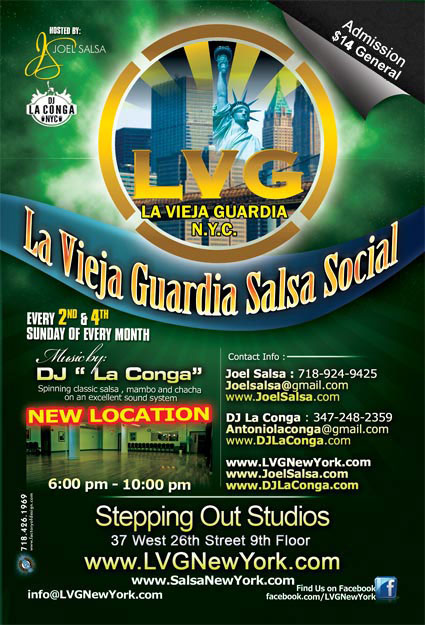 HOSTED BY:
JS JOEL SALSA
DJ
LA CONGA
NYC
Admission
$14 General
LVG
LA VIEJA GUARDIA
N.Y.C.
La Vieja Guardia Salsa Social
EVERY 2ND & 4TH
SUNDAY OF EVERY MONTH
Music by:
DJ " La Conga"
Spinning classic salsa , mambo and chacha
on an excellent sound system
NEW LOCATION
6:00 pm - 10:00 pm
Contact Info :
Joel Salsa : 718-924-9425
Joelsalsa@gmail.com
www.JoelSalsa.com
DJ La Conga : 347-248-2359
Antoniolaconga@gmail.com
www.DJLaConga.com
www.LVGNewYork.com
www.JoelSalsa.com
www.DJLaConga.com
718.426.1969
www.factoryofdesign.com
Stepping Out Studios
37 West 26th Street 9th Floor
www.LVGNewYork.com
www.SalsaNewYork.com
info@LVGNewYork.com
Find Us on Facebook
facebook.com/LVGNewYork
f